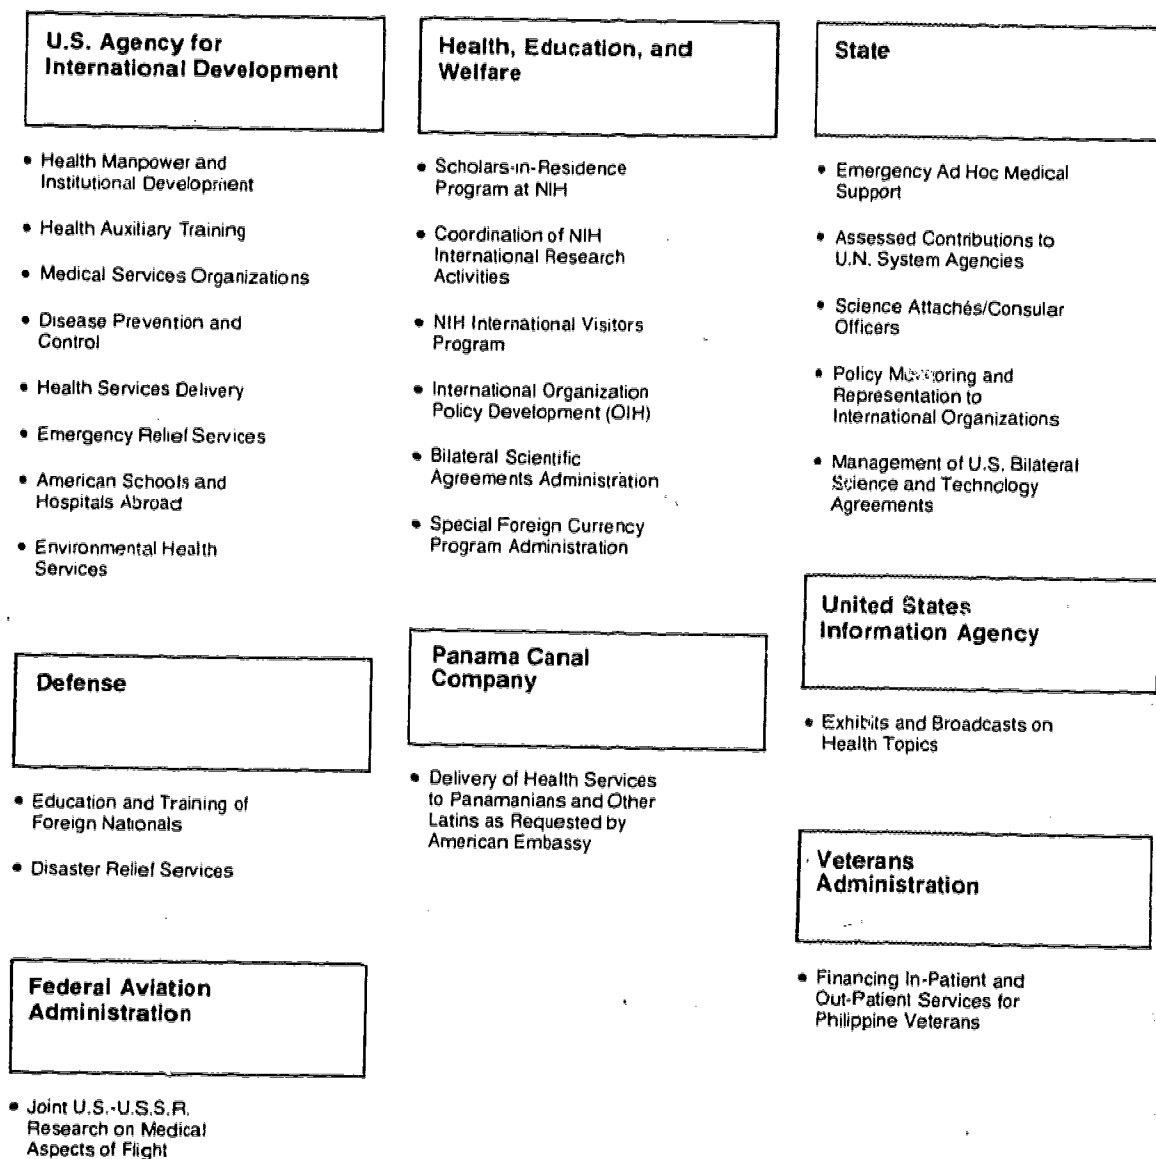 U.S. Agency for
International Development
• Health Manpower and
Institutional Development
• Health Auxiliary Training
• Medical Services Organizations
• Disease Prevention and
Control
• Health Services Delivery
• Emergency Relief Services
• American Schools and
Hospitals Abroad
• Environmental Health
Services
Defense
• Education and Training of
Foreign Nationals
• Disaster Relief Services
Federal Aviation
Administration
• Joint U.S.-U.S.S.R.
Research on Medical
Aspects of Flight
Health, Education, and
Welfare
• Scholars-in-Residence
Program at NIH
• Coordination of NIH
International Research
Activities
• NIH International Visitors
Program
• International Organization
Policy Development (OIH)
• Bilateral Scientific
Agreements Administration
• Special Foreign Currency
Program Administration
Panama Canal
Company
• Delivery of Health Services
to Panamanians and Other
Latins as Requested by
American Embassy
State
• Emergency Ad Hoc Medical
Support
• Assessed Contributions to
U.N. System Agencies
• Science Attachés/Consular
Officers
• Policy and
Representation to
International Organizations
• Management of U.S. Bilateral
Science and Technology
Agreements
United States
Information Agency
• Exhibits and Broadcasts on
Health Topics
Veterans
Administration
• Financing In-Patient and
Out-Patient Services for
Philippine Veterans